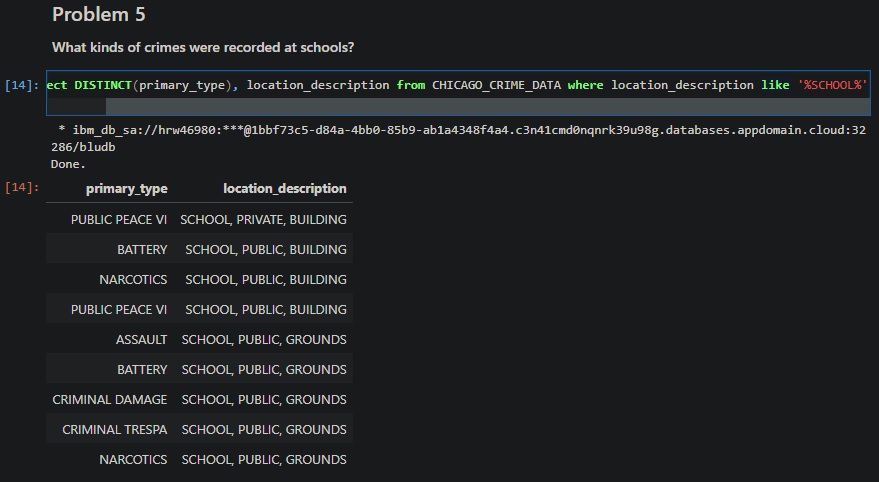 Problem 5
What kinds of crimes were recorded at schools?
[14]: ect DISTINCT(primary_type), location_description from CHICAGO_CRIME_DATA where location_description like '%SCHOOL%'
* ibm_db_sa://hrw46980:***@1bbf73c5-d84a-4bb0-85b9-ab1a4348f4a4.c3n41cmd0nqnrk39u98g.databases.appdomain.cloud:32
286/bludb
Done.
[14]: primary_type location_description
PUBLIC PEACE VI SCHOOL, PRIVATE, BUILDING
BATTERY SCHOOL, PUBLIC, BUILDING
NARCOTICS SCHOOL, PUBLIC, BUILDING
PUBLIC PEACE VI SCHOOL, PUBLIC, BUILDING
ASSAULT SCHOOL, PUBLIC, GROUNDS
BATTERY SCHOOL, PUBLIC, GROUNDS
CRIMINAL DAMAGE SCHOOL, PUBLIC, GROUNDS
CRIMINAL TRESPA SCHOOL, PUBLIC, GROUNDS
NARCOTICS SCHOOL, PUBLIC, GROUNDS